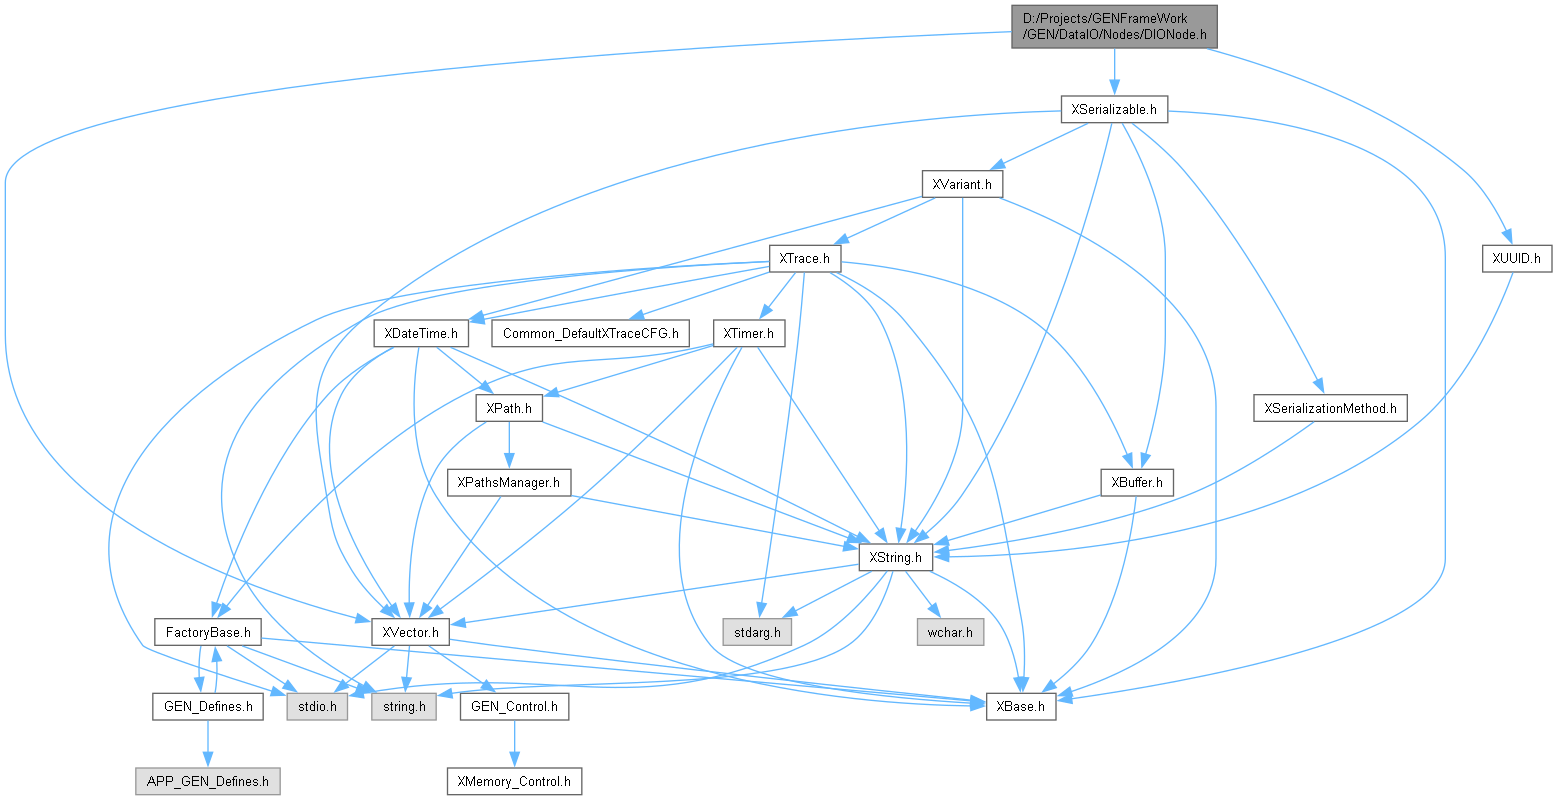 D:/Projects/GENFrameWork
/GEN/DataIO/Nodes/DIONode.h
XSerializable.h
XVariant.h
XTrace.h
XUUID.h
XDateTime.h
Common_DefaultXTraceCFG.h
XTimer.h
XPath.h
XSerializationMethod.h
XPathsManager.h
XBuffer.h
XString.h
FactoryBase.h
XVector.h
stdarg.h
wchar.h
GEN_Defines.h
stdio.h
string.h
GEN_Control.h
XBase.h
APP_GEN_Defines.h
XMemory_Control.h